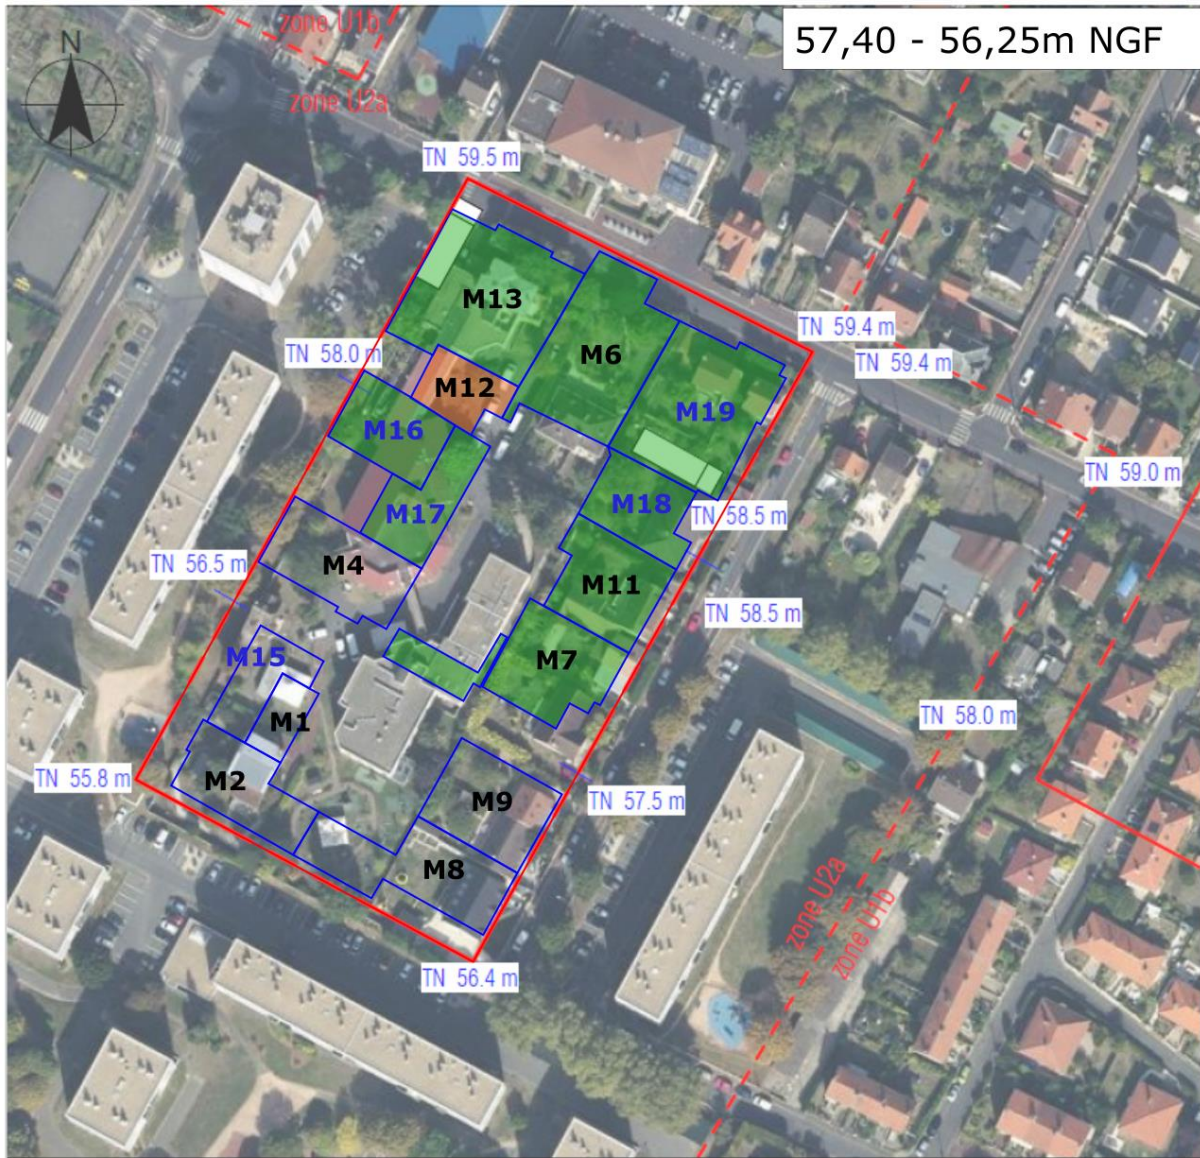 zone U1b
57,40 - 56,25m NGF
N
zone U2a
TN 59.5 m
M13
TN 59.4 m
TN 58.0 m
M6
TN 59.4 m
M12
M19
M16
TN 59.0 m
M17
M18
TN 58.5 m
TN 56.5 m
M4
M11
TN 58.5 m
M15
M7
M1
TN 58.0 m
TN 55.8 m
M2
M9
TN 57.5 m
M8
zone U2a
zone U1b
TN 56.4 m